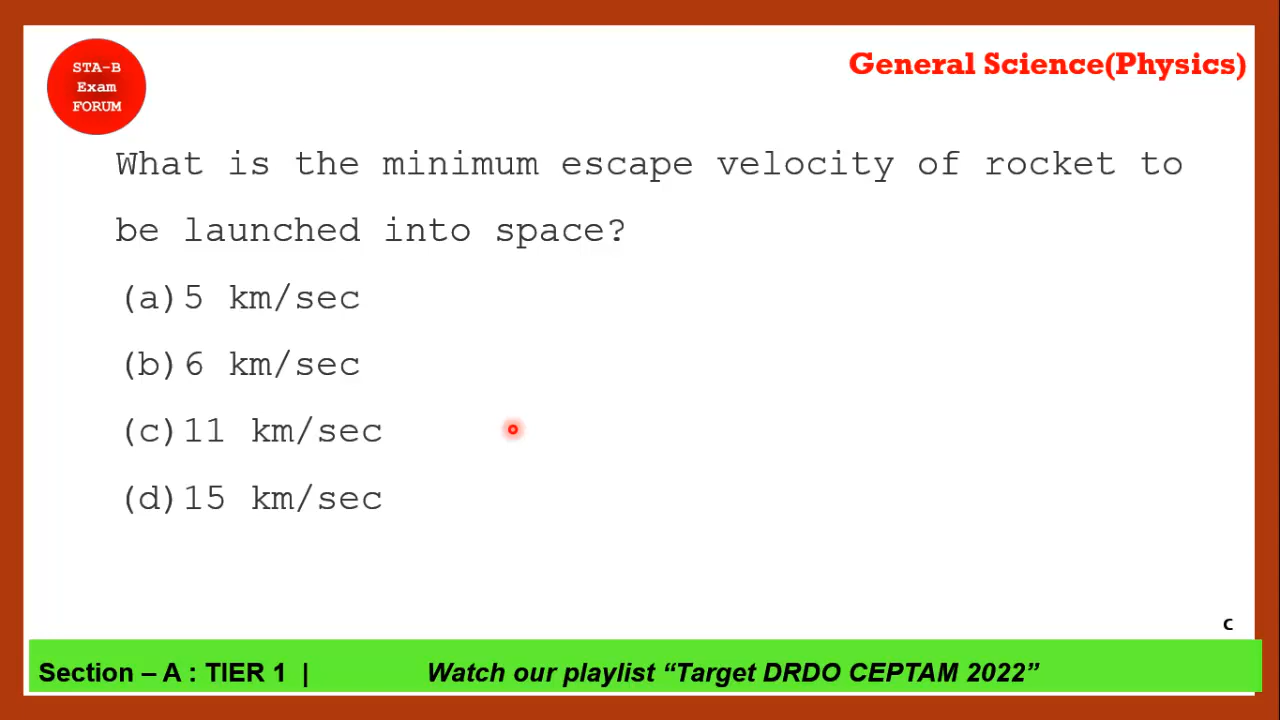 STA-B
Exam
FORUM
General Science(Physics)
What is the minimum escape velocity of rocket to
be launched into space?
(a)5 km/sec
(b)6 km/sec
(c)11 km/sec
(d)15 km/sec
c
Section – A : TIER 1 | Watch our playlist “Target DRDO CEPTAM 2022”